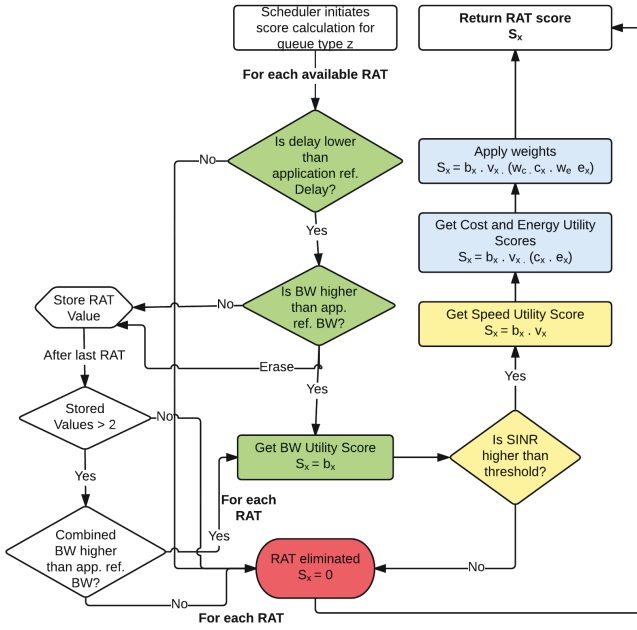 Scheduler initiates
score calculation for
queue type z
Return RAT score
Sₓ
For each available RAT
Is delay lower
than
application ref.
Delay?
No
Yes
Apply weights
Sₓ = bₓ . vₓ . (w꜀ . cₓ . wₑ eₓ)
Get Cost and Energy Utility
Scores
Sₓ = bₓ . vₓ . (cₓ . eₓ)
Is BW higher
than app.
ref. BW?
No
Store RAT
Value
Get Speed Utility Score
Sₓ = bₓ . vₓ
After last RAT
Erase
Yes
Yes
Stored
Values > 2
No
Get BW Utility Score
Sₓ = bₓ
Is SINR
higher than
threshold?
Yes
For each
RAT
Yes
Combined
BW higher
than app. ref.
BW?
RAT eliminated
Sₓ = 0
No
No
For each RAT